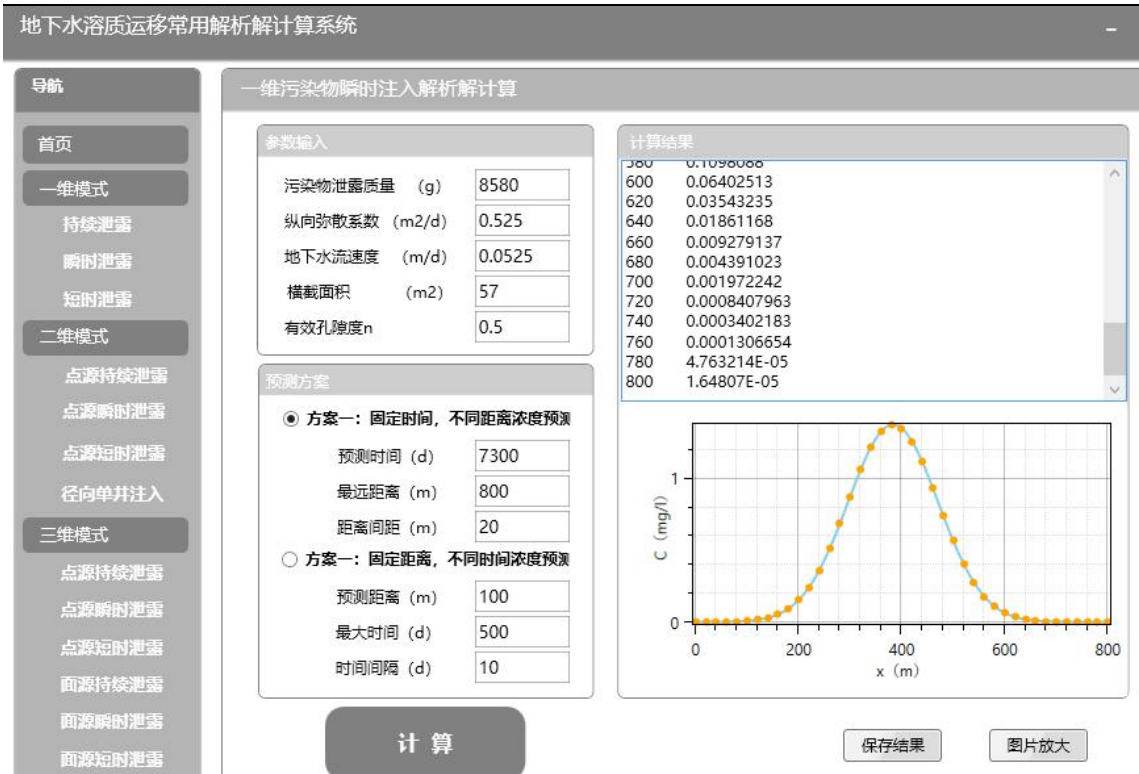 地下水溶质运移常用解析解计算系统
导航
首页
一维模式
持续泄露
瞬时泄露
短时泄露
二维模式
点源持续泄露
点源瞬时泄露
点源短时泄露
径向单井注入
三维模式
点源持续泄露
点源瞬时泄露
点源短时泄露
面源持续泄露
面源瞬时泄露
面源短时泄露
一维污染物瞬时注入解析解计算
参数输入
污染物泄露质量 (g) 8580
纵向弥散系数 (m2/d) 0.525
地下水流速度 (m/d) 0.0525
横截面积 (m2) 57
有效孔隙度n 0.5
预测方案
方案一：固定时间，不同距离浓度预测
预测时间 (d) 7300
最远距离 (m) 800
距离间距 (m) 20
方案一：固定距离，不同时间浓度预测
预测距离 (m) 100
最大时间 (d) 500
时间间隔 (d) 10
计算
计算结果
580 0.1098088
600 0.06402513
620 0.03543235
640 0.01861168
660 0.009279137
680 0.004391023
700 0.001972242
720 0.0008407963
740 0.0003402183
760 0.0001306654
780 4.763214E-05
800 1.64807E-05
C (mg/l)
1
0
0 200 400 600 800
x (m)
保存结果 图片放大